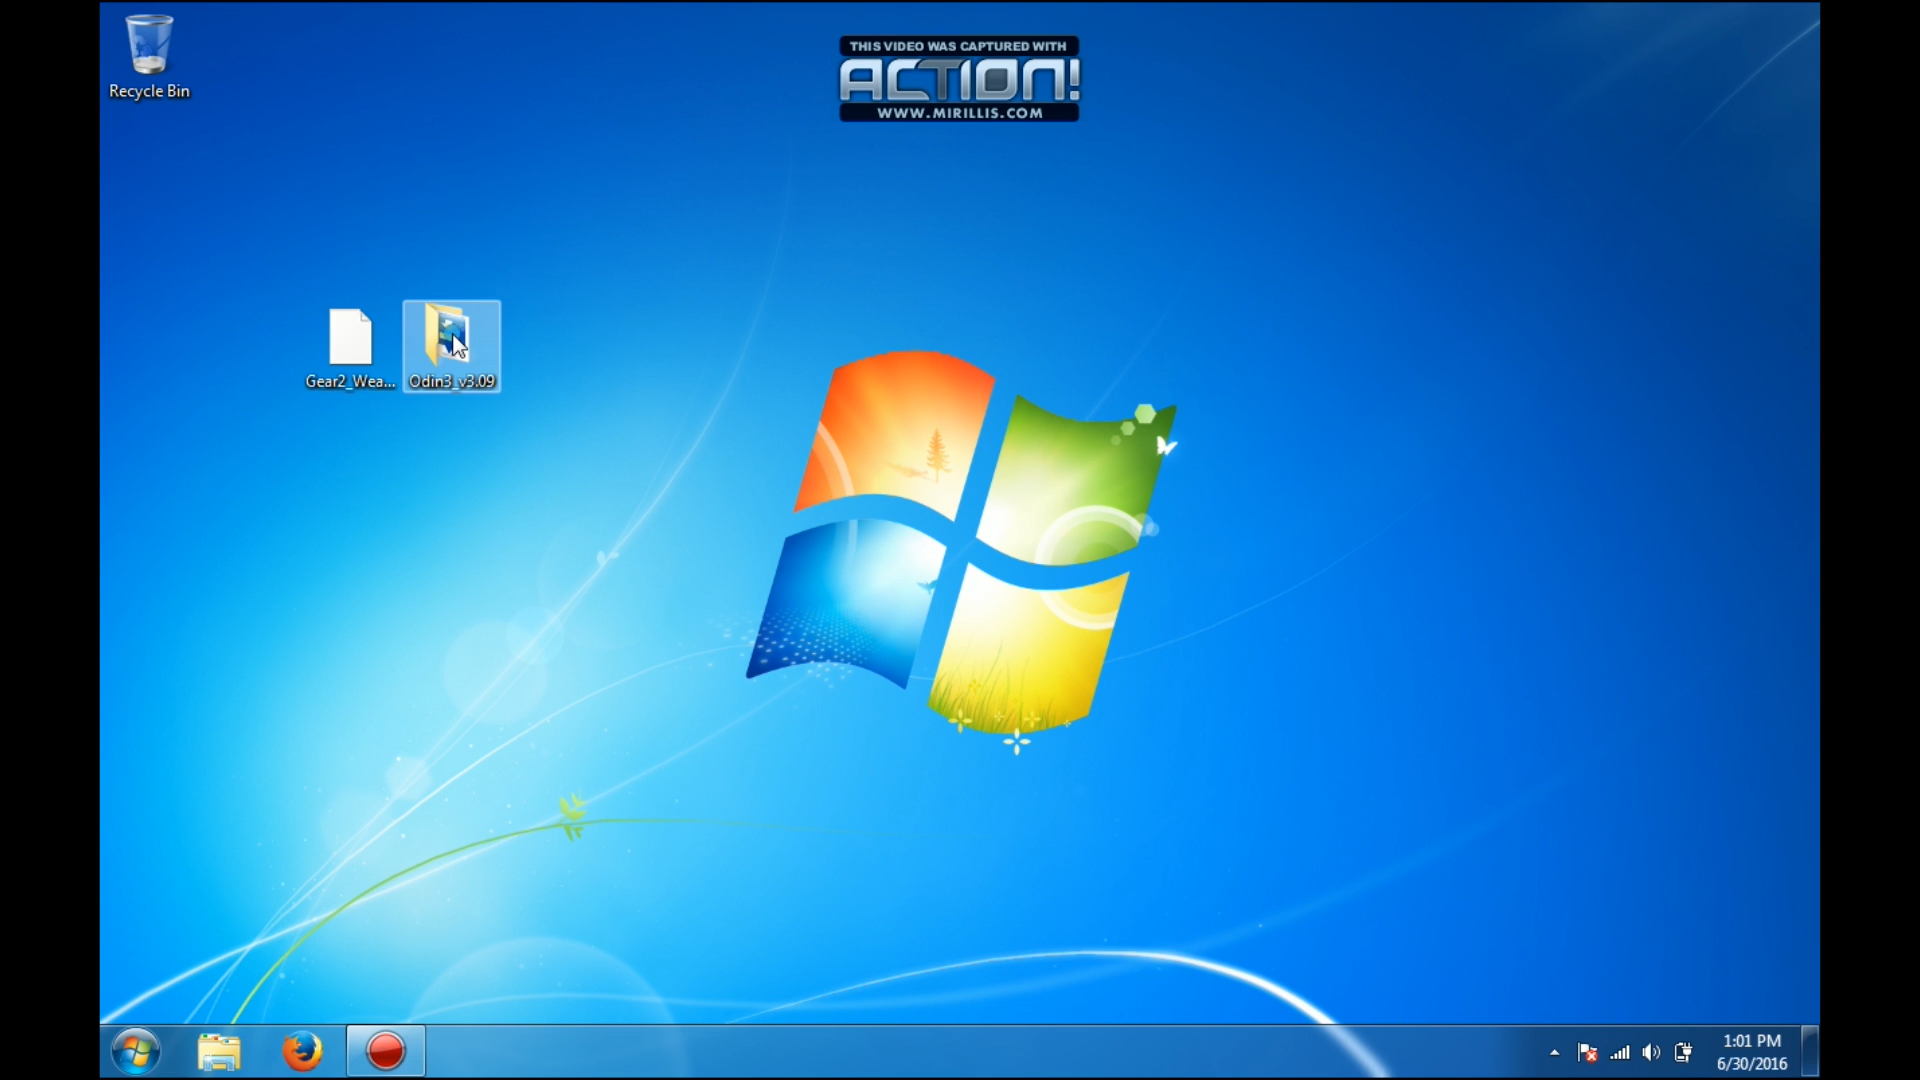 Recycle Bin
THIS VIDEO WAS CAPTURED WITH
ACTION!
WWW.MIRILLIS.COM
Gear2_Wea...
Odin3_v3.09
1:01 PM
6/30/2016